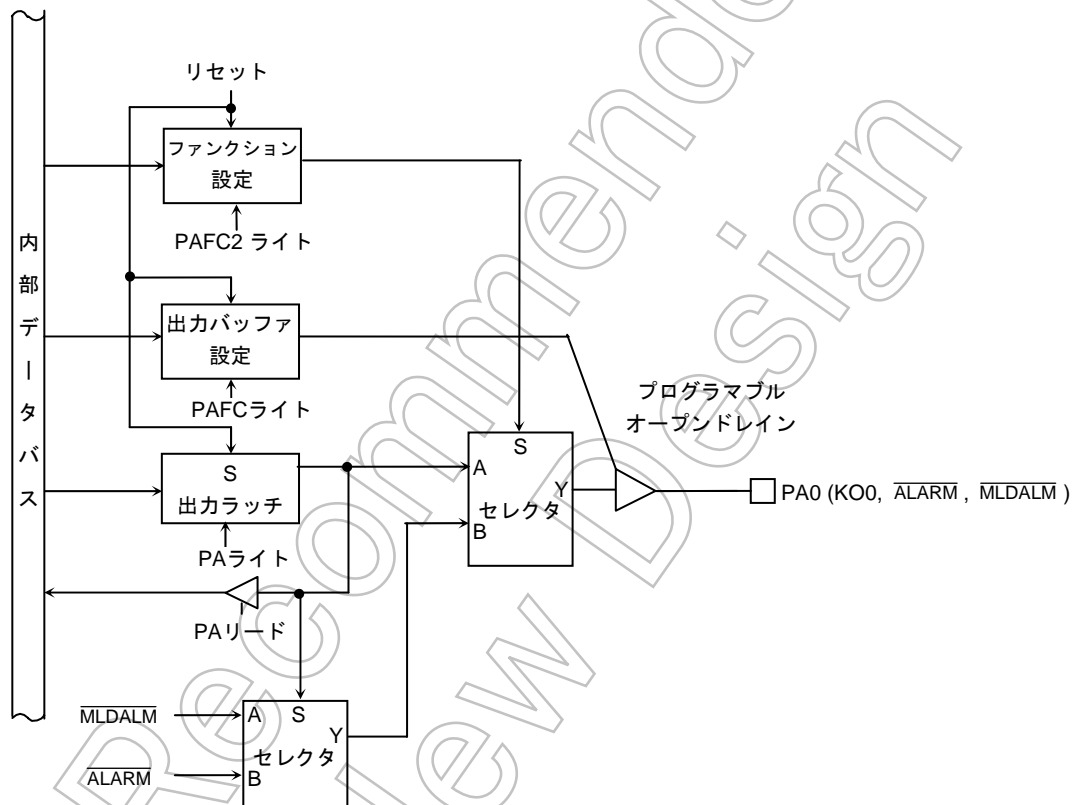 リセット
ファンクション
設定
PAFC2 ライト
内部データバス
出力バッファ
設定
PAFCライト
プログラマブル
オープンドレイン
S
出力ラッチ
PAライト
S
A
Y
セレクタ
B
PA0 (KO0, ALARM , MLDALM )
PAリード
MLDALM
A
S
Y
セレクタ
ALARM
B
Recommende
New Design